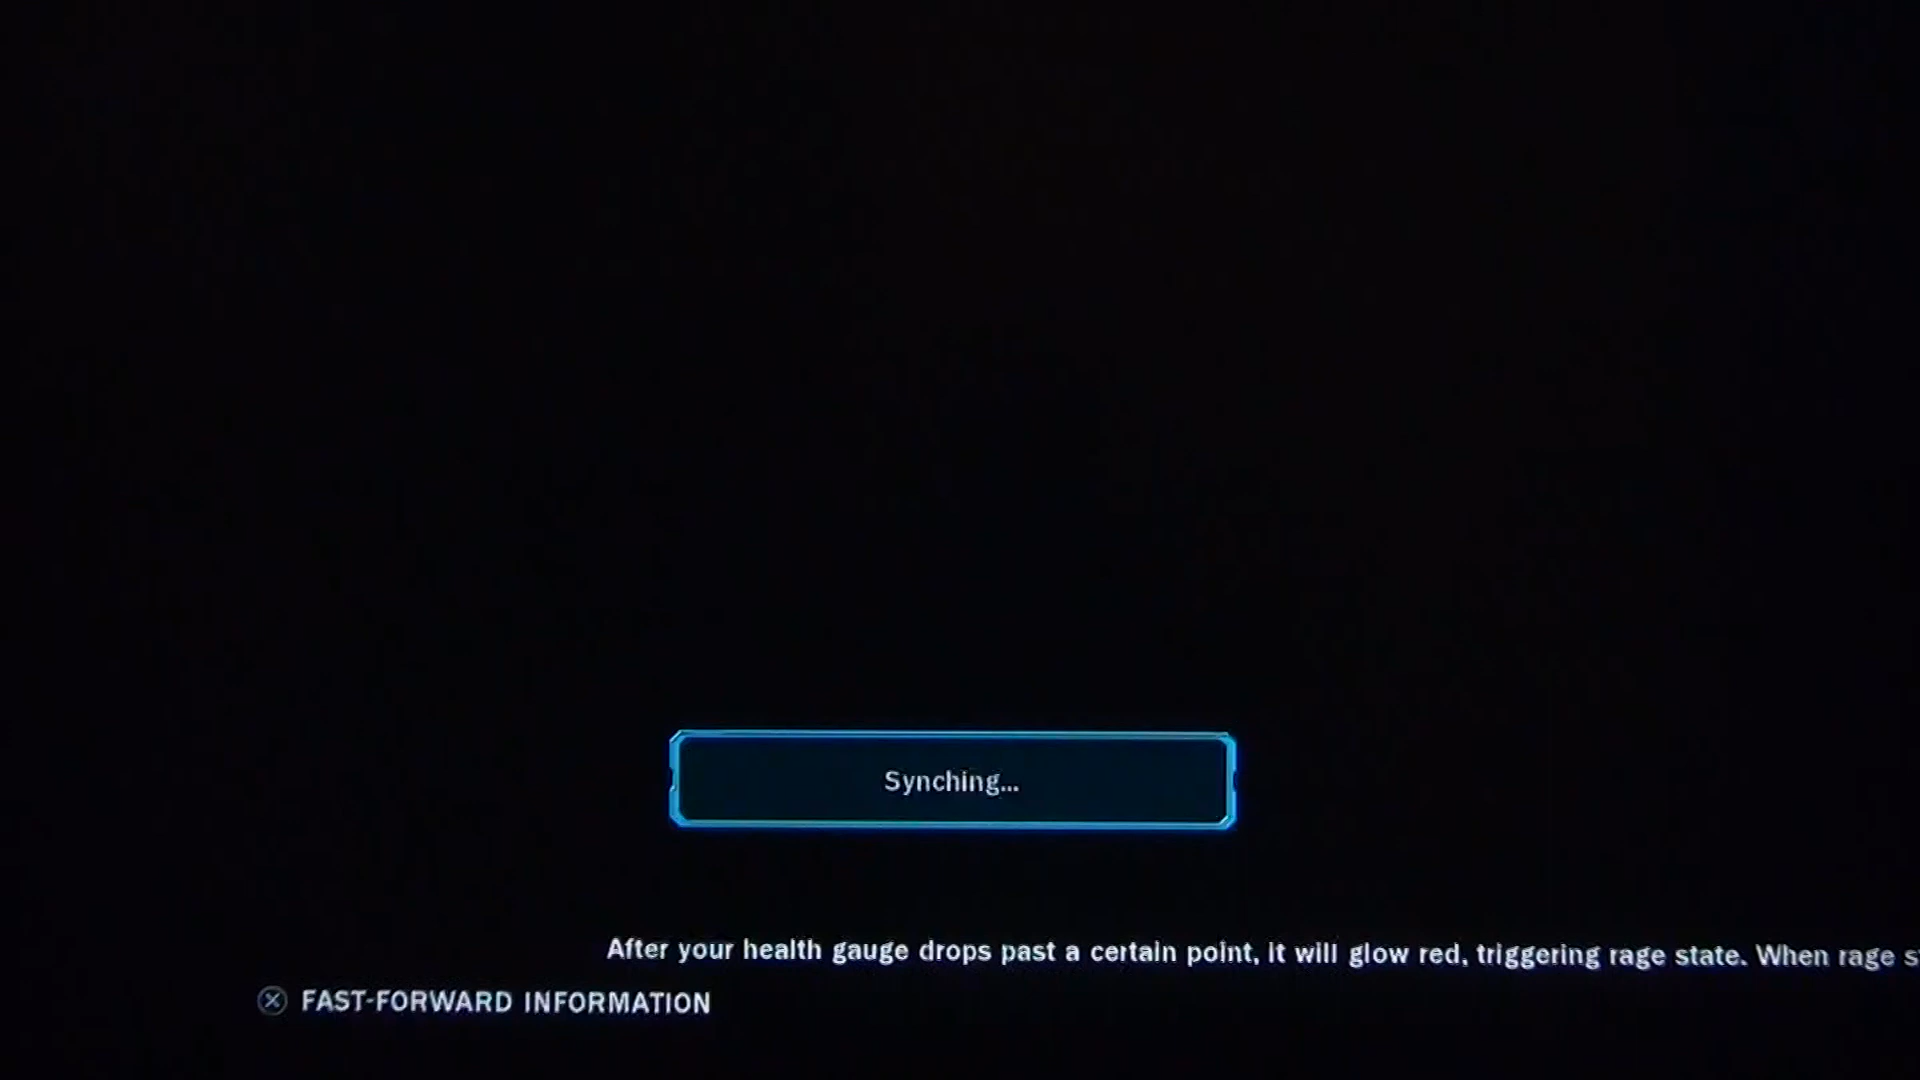 Synching...
After your health gauge drops past a certain point, it will glow red, triggering rage state. When rage
FAST-FORWARD INFORMATION